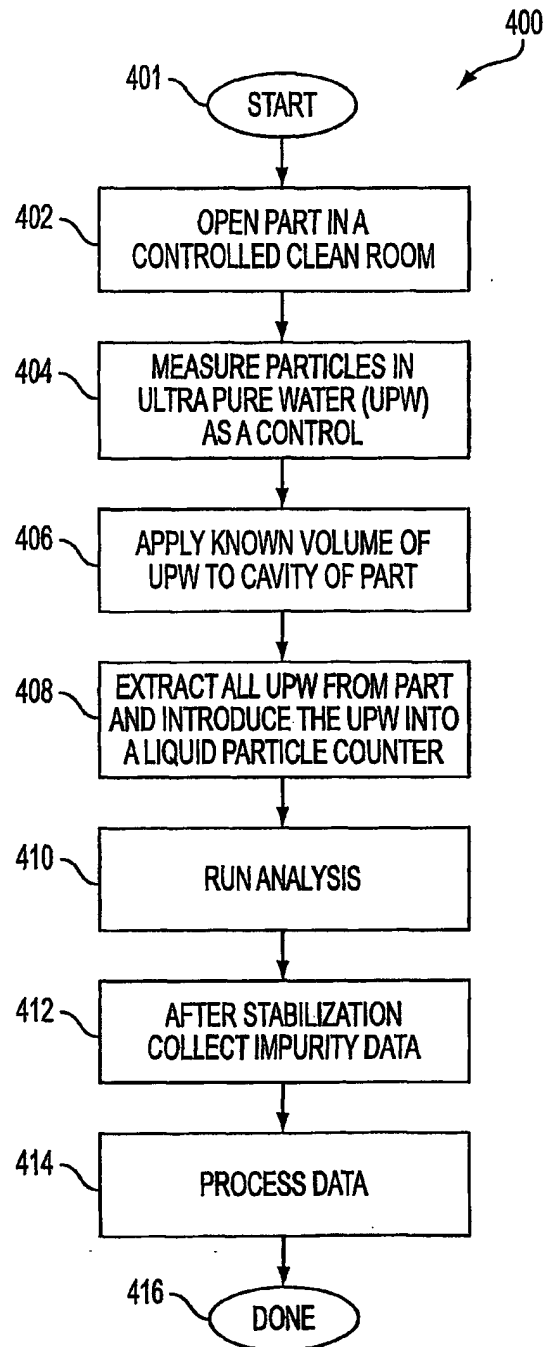 400
401
START
402
OPEN PART IN A
CONTROLLED CLEAN ROOM
404
MEASURE PARTICLES IN
ULTRA PURE WATER (UPW)
AS A CONTROL
406
APPLY KNOWN VOLUME OF
UPW TO CAVITY OF PART
408
EXTRACT ALL UPW FROM PART
AND INTRODUCE THE UPW INTO
A LIQUID PARTICLE COUNTER
410
RUN ANALYSIS
412
AFTER STABILIZATION
COLLECT IMPURITY DATA
414
PROCESS DATA
416
DONE